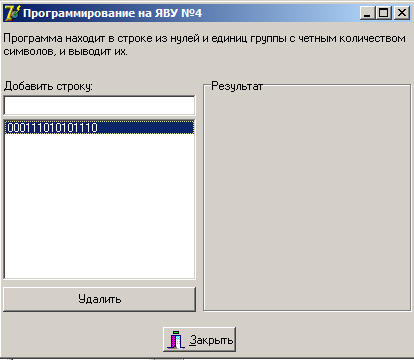 Программирование на ЯВУ №4
Программа находит в строке из нулей и единиц группы с четным количеством
символов, и выводит их.
Добавить строку:
Результат
000111010101110
Удалить
Закрыть